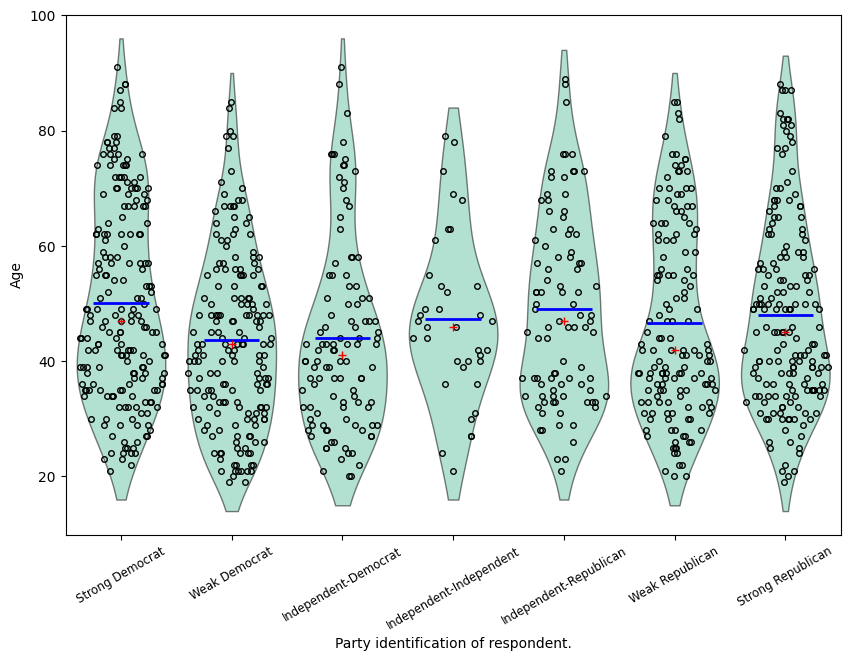 100
80
60
40
20
Age
Strong Democrat
Weak Democrat
Independent-Democrat
Independent-Independent
Independent-Republican
Weak Republican
Strong Republican
Party identification of respondent.